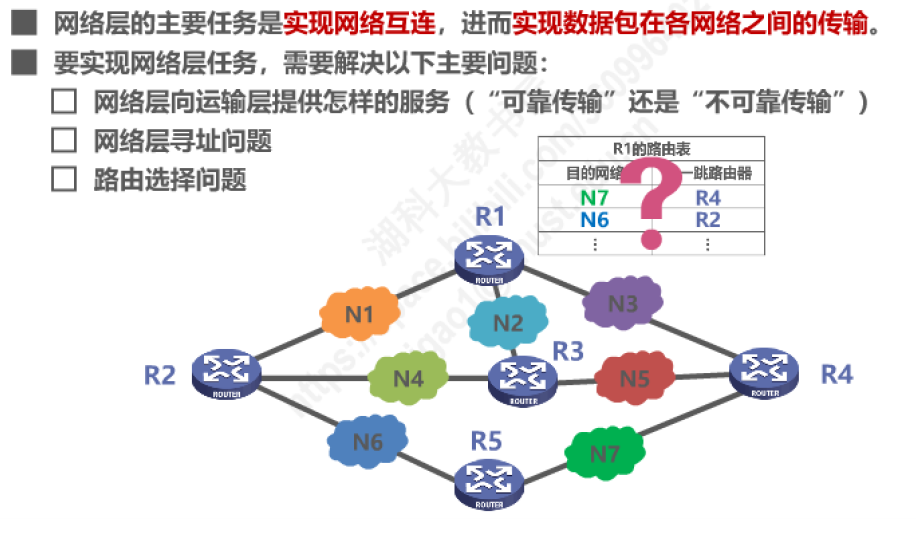 网络层的主要任务是实现网络互连，进而实现数据包在各网络之间的传输。
要实现网络层任务，需要解决以下主要问题：
网络层向运输层提供怎样的服务（“可靠传输”还是“不可靠传输”）
网络层寻址问题
路由选择问题
R1的路由表
目的网络 一跳路由器
N7 R4
N6 R2
⋮ ⋮
?
R1
ROUTER
N1
N2
N3
R2
ROUTER
R3
ROUTER
R4
ROUTER
N4
N5
N6
R5
ROUTER
N7
湖科大教书匠